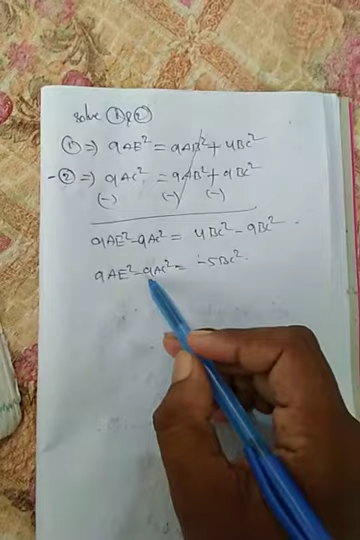 solve ① & ②
① => 9AE² = 9AB² + 4BC²
- ② => 9AC² = 9AB² + 9BC²
(-) (-) (-)
9AE² - 9AC² = 4BC² - 9BC²
9AE² - 9AC² = -5BC²